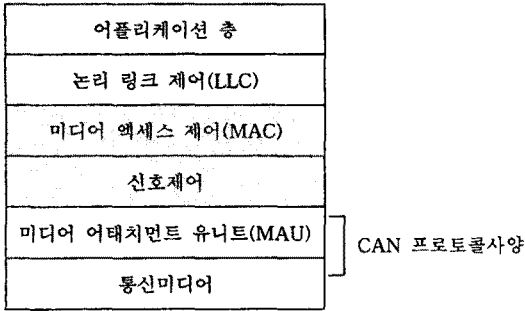 어플리케이션 층
논리 링크 제어(LLC)
미디어 액세스 제어(MAC)
신호제어
미디어 어태치먼트 유니트(MAU)
CAN 프로토콜사양
통신미디어